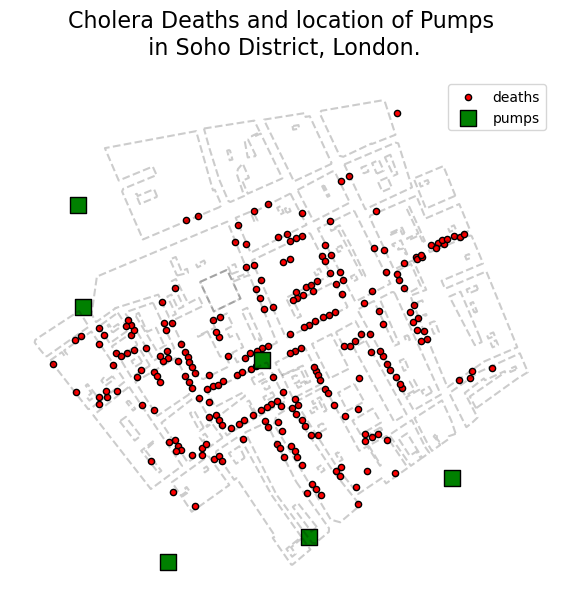 Cholera Deaths and location of Pumps
in Soho District, London.
deaths
pumps